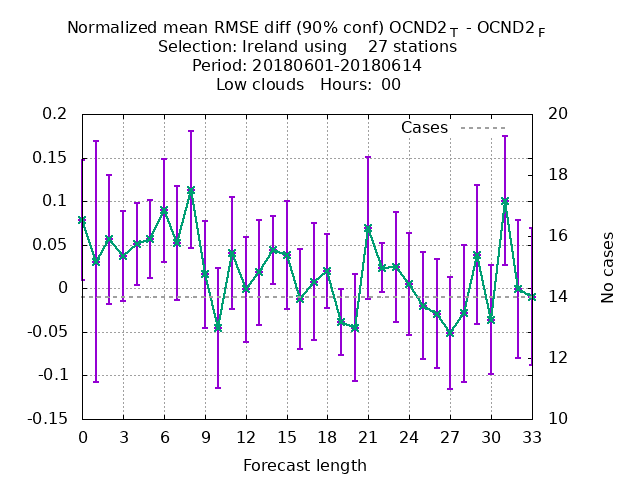 Normalized mean RMSE diff (90% conf) OCND2 T - OCND2 F
Selection: Ireland using 27 stations
Period: 20180601-20180614
Low clouds Hours: 00
Cases
0.2
0.15
0.1
0.05
0
-0.05
-0.1
-0.15
20
18
16
14
12
10
No cases
0 3 6 9 12 15 18 21 24 27 30 33
Forecast length